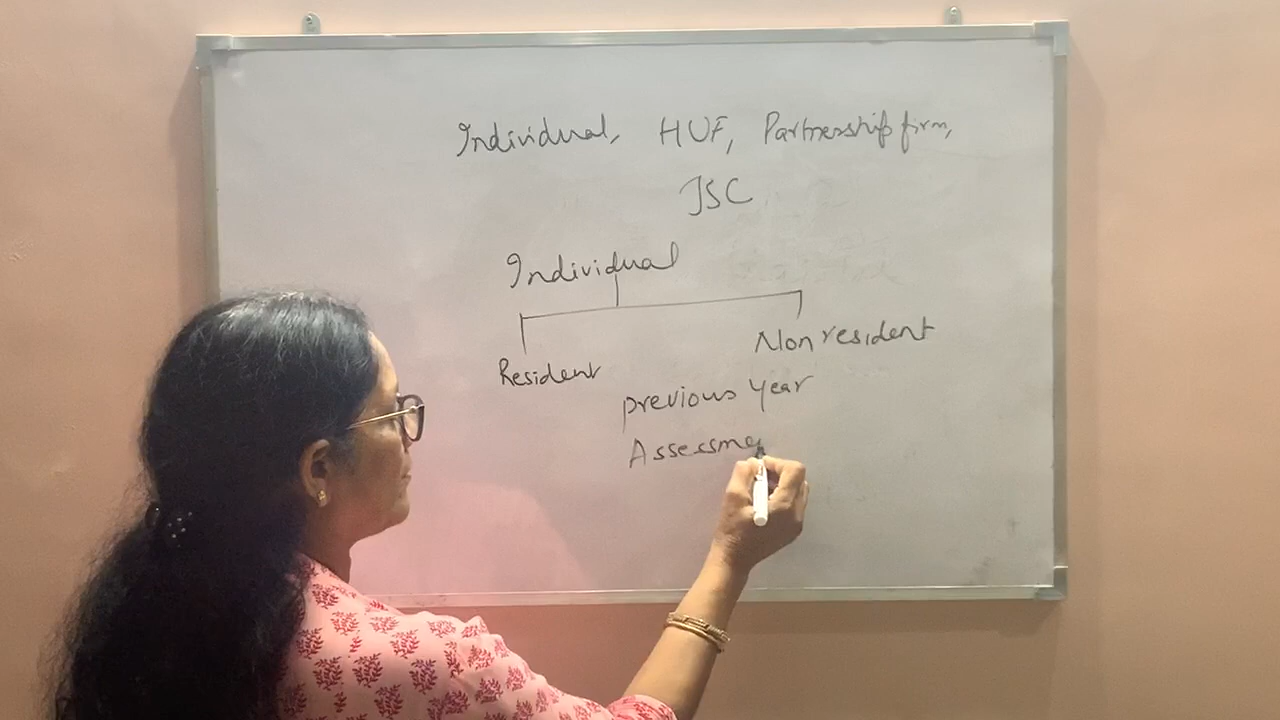 Individual, HUF, Partnership firm,
JSC
Individual
Resident
Non resident
previous year
Assessme